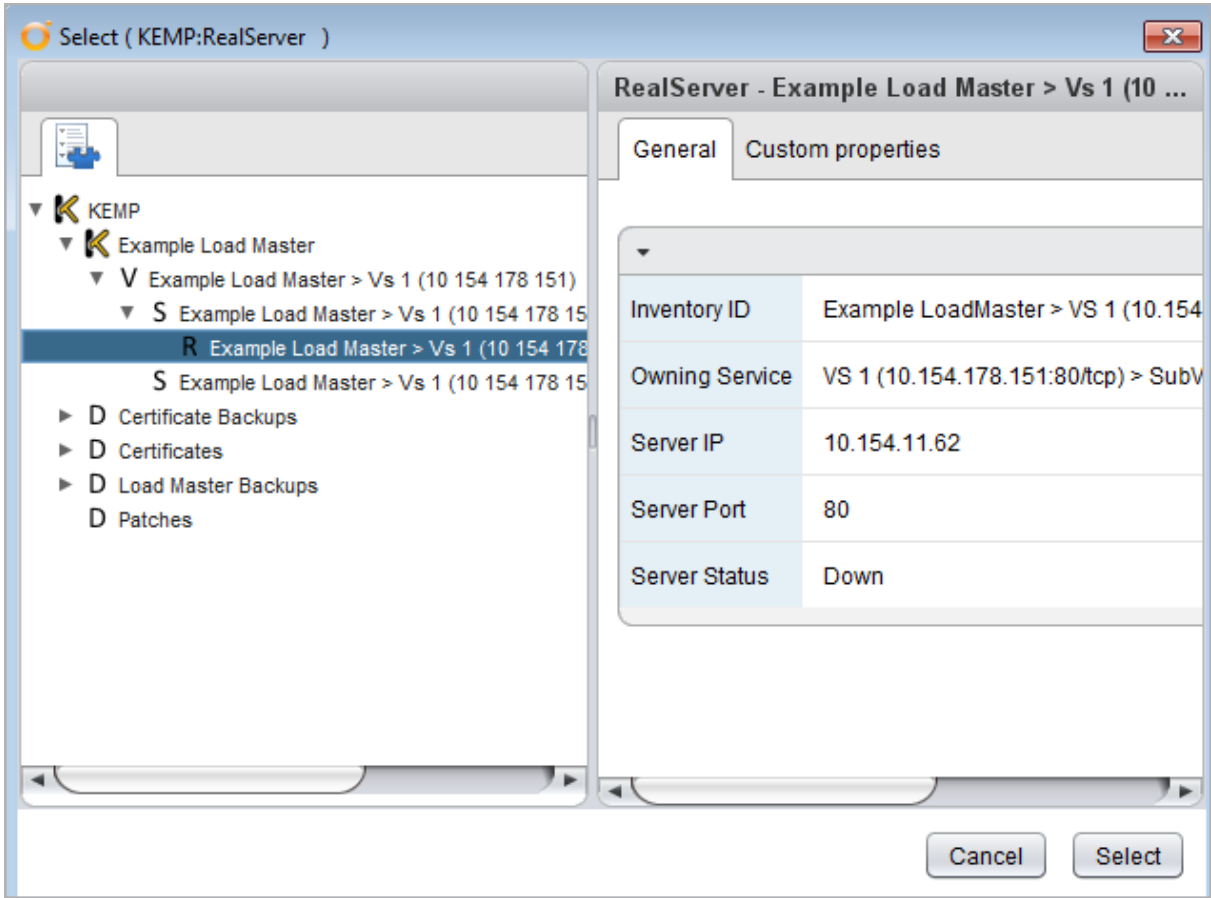 Select ( KEMP:RealServer )
RealServer - Example Load Master > Vs 1 (10 ...
General Custom properties
KEMP
Example Load Master
V Example Load Master > Vs 1 (10 154 178 151)
S Example Load Master > Vs 1 (10 154 178 15
R Example Load Master > Vs 1 (10 154 178
S Example Load Master > Vs 1 (10 154 178 15
D Certificate Backups
D Certificates
D Load Master Backups
D Patches
Inventory ID Example LoadMaster > VS 1 (10.154
Owning Service VS 1 (10.154.178.151:80/tcp) > SubV
Server IP 10.154.11.62
Server Port 80
Server Status Down
Cancel Select